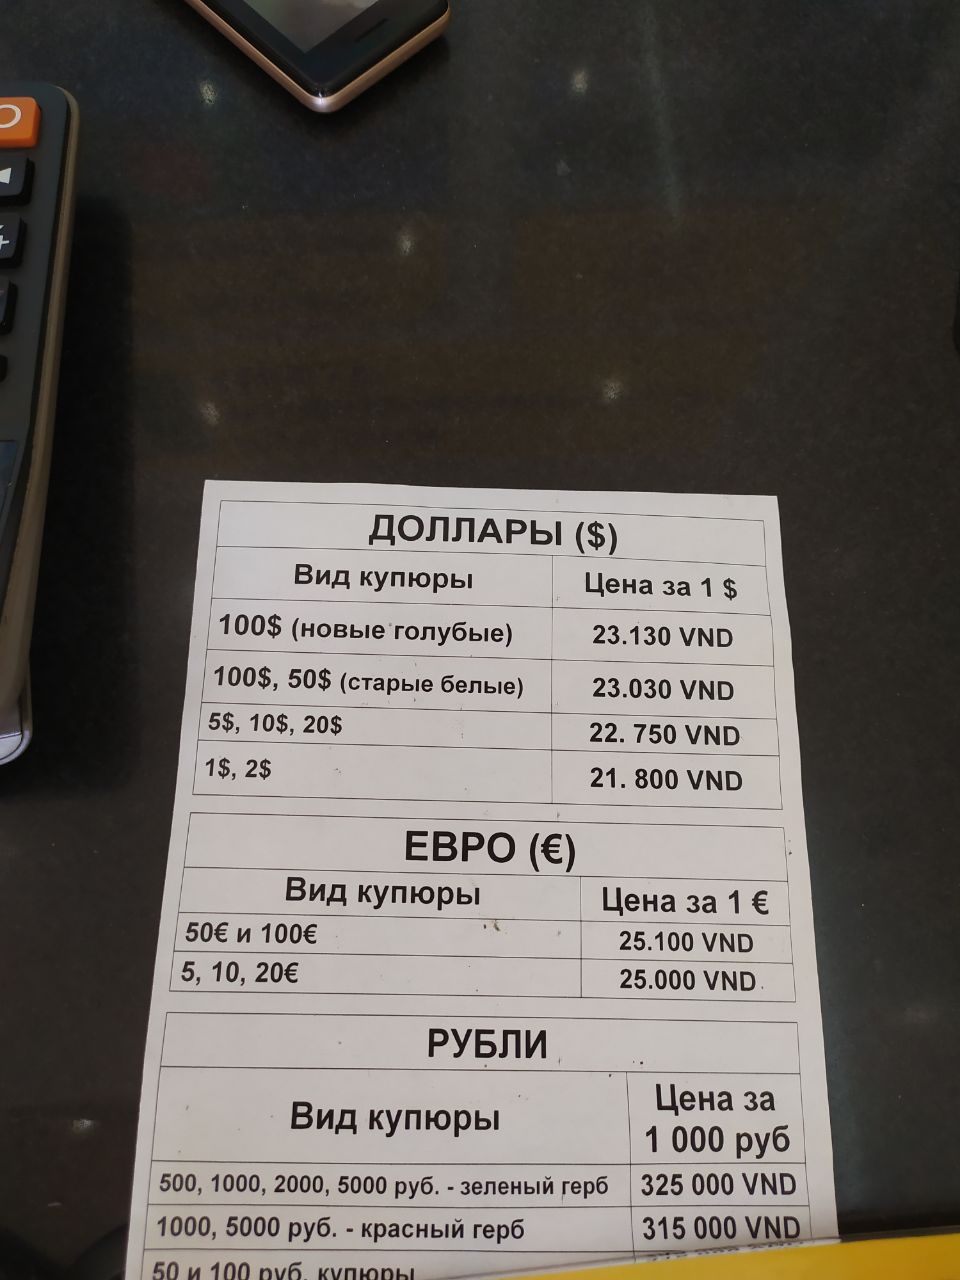 ДОЛЛАРЫ ($)
Вид купюры Цена за 1 $
100$ (новые голубые) 23.130 VND
100$, 50$ (старые белые) 23.030 VND
5$, 10$, 20$ 22. 750 VND
1$, 2$ 21. 800 VND
ЕВРО (€)
Вид купюры Цена за 1 €
50€ и 100€ 25.100 VND
5, 10, 20€ 25.000 VND
РУБЛИ
Вид купюры Цена за
1 000 руб
500, 1000, 2000, 5000 руб. - зеленый герб 325 000 VND
1000, 5000 руб. - красный герб 315 000 VND
50 и 100 руб. купюры